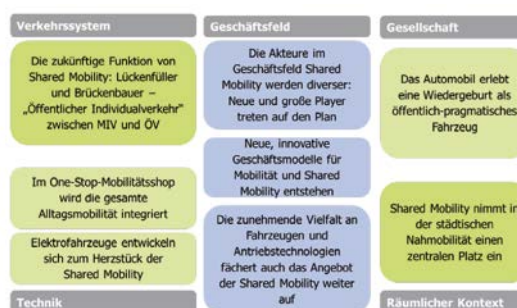 Verkehrssystem
Die zukünftige Funktion von
Shared Mobility: Lückenfüller
und Brückenbauer –
„Öffentlicher Individualverkehr"
zwischen MIV und ÖV
Im One-Stop-Mobilitätsshop
wird die gesamte
Alltagsmobilität integriert
Elektrofahrzeuge entwickeln
sich zum Herzstück der
Shared Mobility
Technik
Geschäftsfeld
Die Akteure im
Geschäftsfeld Shared
Mobility werden diverser:
Neue und große Player
treten auf den Plan
Neue, innovative
Geschäftsmodelle für
Mobilität und Shared
Mobility entstehen
Die zunehmende Vielfalt an
Fahrzeugen und
Antriebstechnologien
fächert auch das Angebot
der Shared Mobility weiter
auf
Gesellschaft
Das Automobil erlebt
eine Wiedergeburt als
öffentlich-pragmatisches
Fahrzeug
Shared Mobility nimmt in
der städtischen
Nahmobilität einen
zentralen Platz ein
Räumlicher Kontext